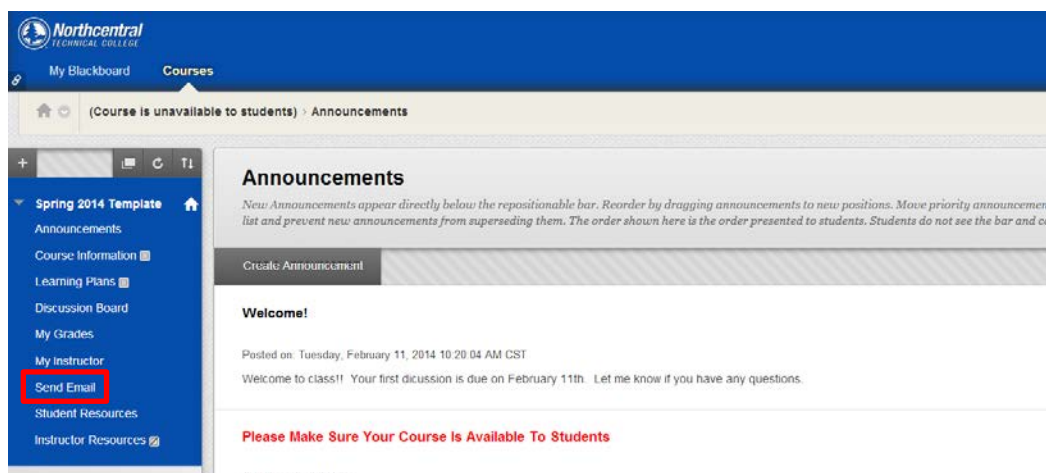 Northcentral
TECHNICAL COLLEGE
My Blackboard Courses
(Course is unavailable to students) > Announcements
Spring 2014 Template
Announcements
Course Information
Learning Plans
Discussion Board
My Grades
My Instructor
Send Email
Student Resources
Instructor Resources
Announcements
New Announcements appear directly below the repositionable bar. Reorder by dragging announcements to new positions. Move priority announcemen
list and prevent new announcements from superseding them. The order shown here is the order presented to students. Students do not see the bar and c
Create Announcement
Welcome!
Posted on: Tuesday, February 11, 2014 10:20:04 AM CST
Welcome to class!! Your first dicussion is due on February 11th. Let me know if you have any questions.
Please Make Sure Your Course Is Available To Students